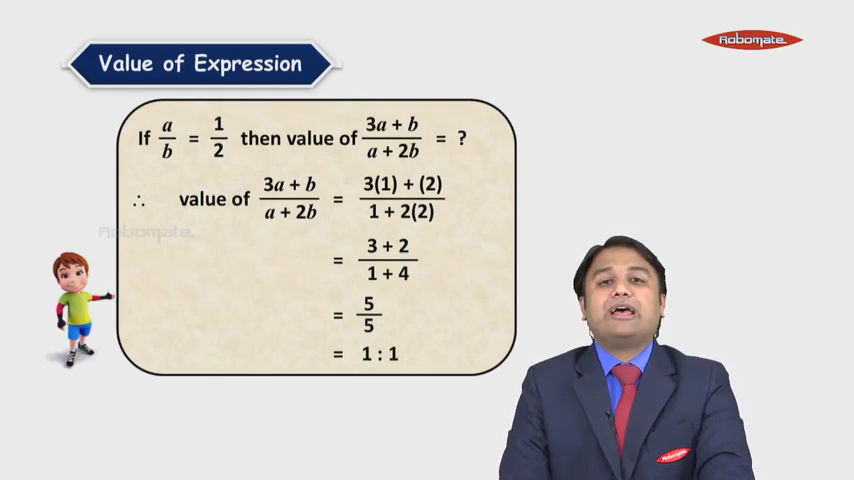 Value of Expression
Robomate
If a/b = 1/2 then value of (3a + b)/(a + 2b) = ?
∴ value of (3a + b)/(a + 2b) = (3(1) + (2))/(1 + 2(2))
Robomate
= (3 + 2)/(1 + 4)
= 5/5
= 1 : 1
Robomate